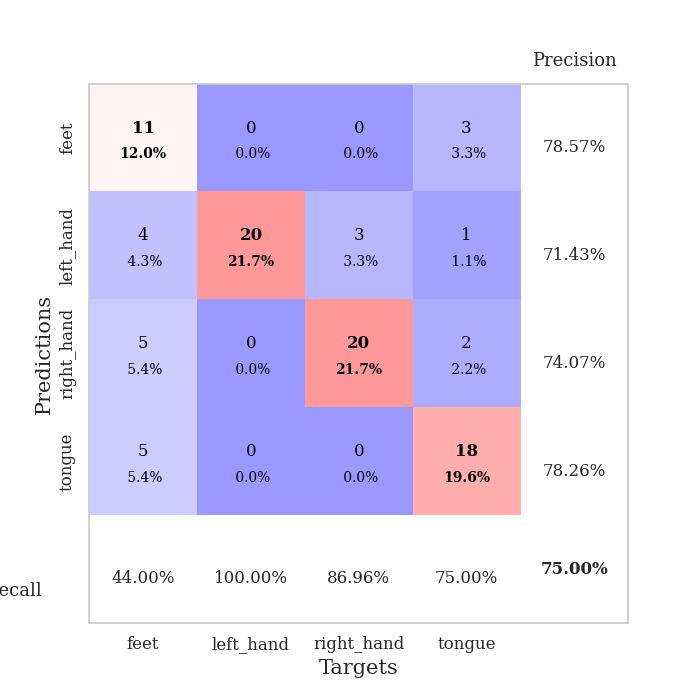 Precision
feet
11 0 0 3
12.0% 0.0% 0.0% 3.3%
78.57%
left_hand
4 20 3 1
4.3% 21.7% 3.3% 1.1%
71.43%
Predictions
right_hand
5 0 20 2
5.4% 0.0% 21.7% 2.2%
74.07%
tongue
5 0 0 18
5.4% 0.0% 0.0% 19.6%
78.26%
ecall
44.00% 100.00% 86.96% 75.00% 75.00%
feet left_hand right_hand tongue
Targets